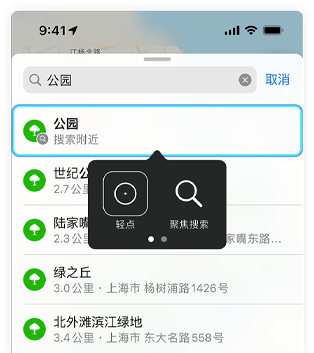 9:41
江杨北路
公园
取消
公园
搜索附近
世纪公
2.7公里
轻点
聚焦搜索
陆家嘴
2.3公里
家嘴东路...
绿之丘
3.0公里 · 上海市 杨树浦路1426号
北外滩滨江绿地
3.4公里 · 上海市 东大名路558号